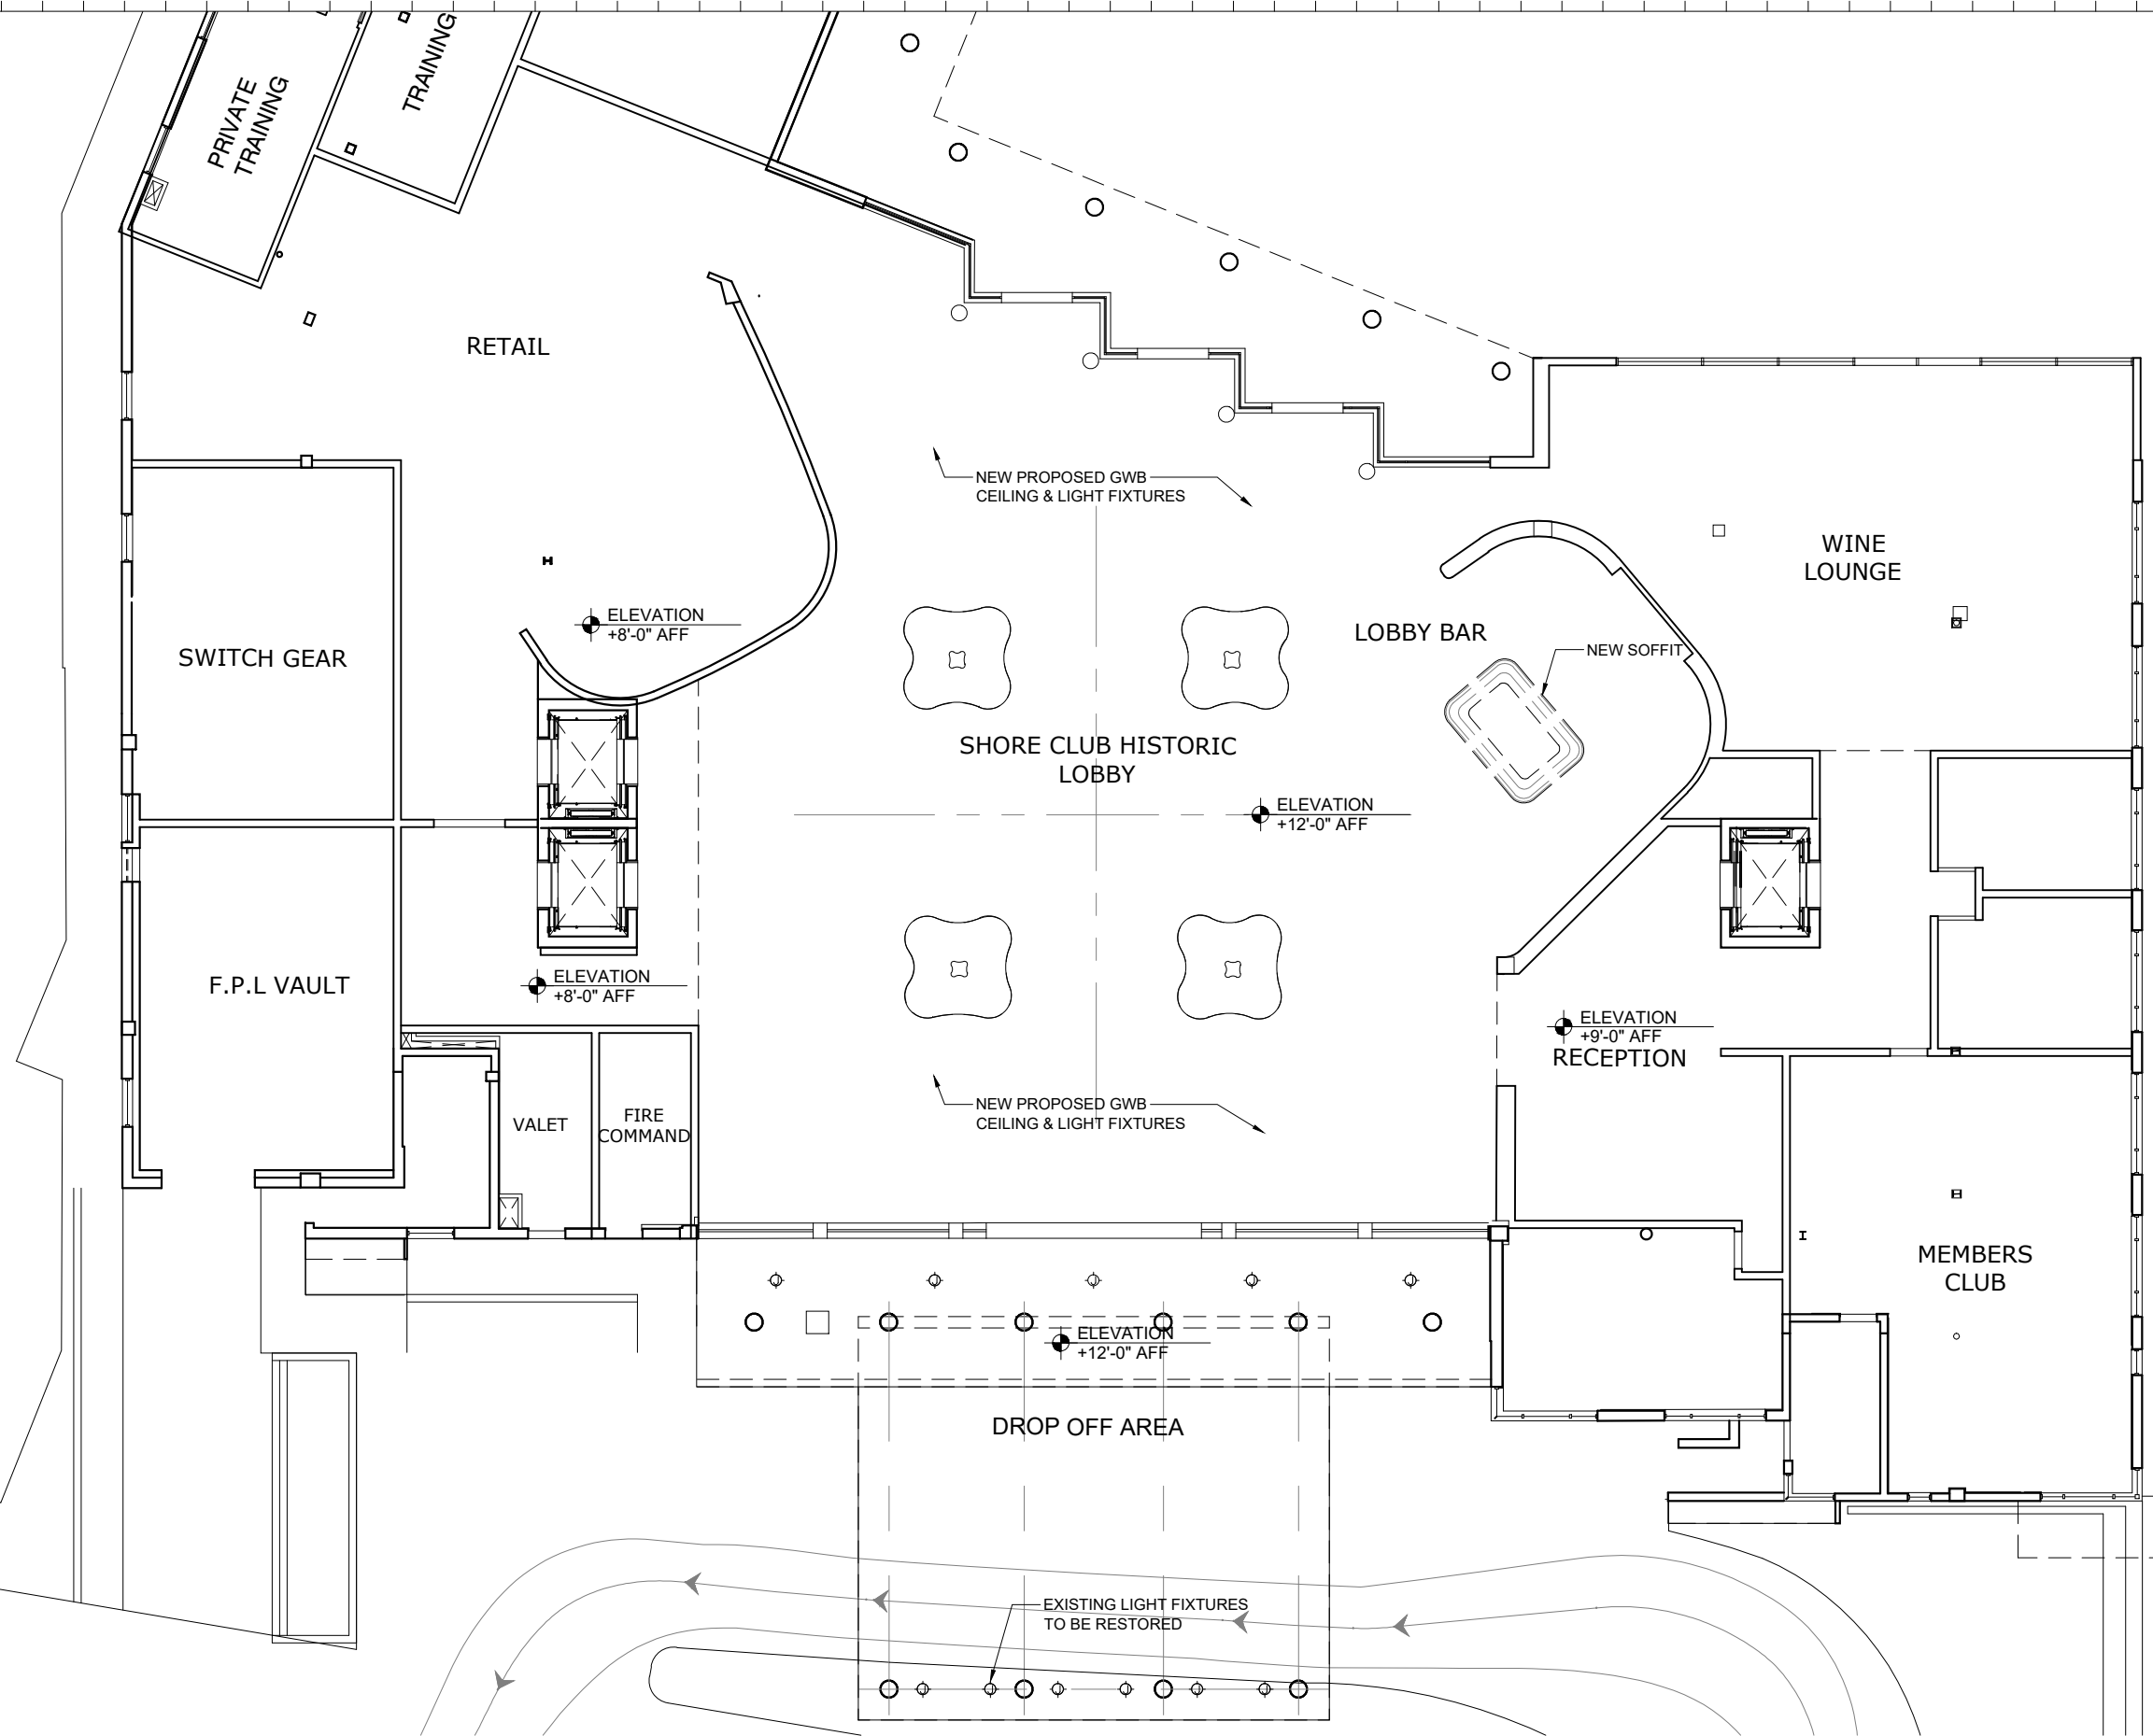 PRIVATE
TRAINING
TRAINING
RETAIL
NEW PROPOSED GWB
CEILING & LIGHT FIXTURES
WINE
LOUNGE
ELEVATION
+8'-0" AFF
LOBBY BAR
NEW SOFFIT
SWITCH GEAR
SHORE CLUB HISTORIC
LOBBY
ELEVATION
+12'-0" AFF
F.P.L VAULT
ELEVATION
+8'-0" AFF
ELEVATION
+9'-0" AFF
RECEPTION
NEW PROPOSED GWB
CEILING & LIGHT FIXTURES
VALET
FIRE
COMMAND
MEMBERS
CLUB
ELEVATION
+12'-0" AFF
DROP OFF AREA
EXISTING LIGHT FIXTURES
TO BE RESTORED